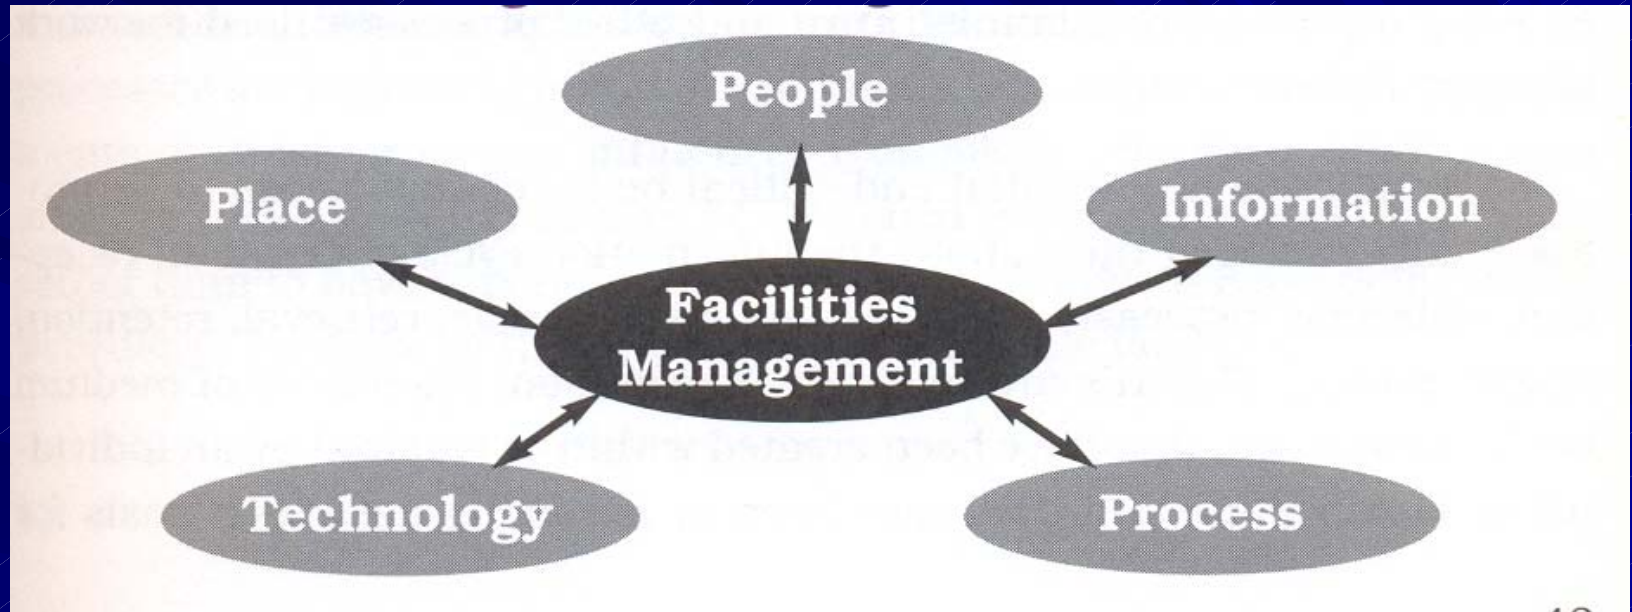 People
Place
Information
Facilities
Management
Technology
Process